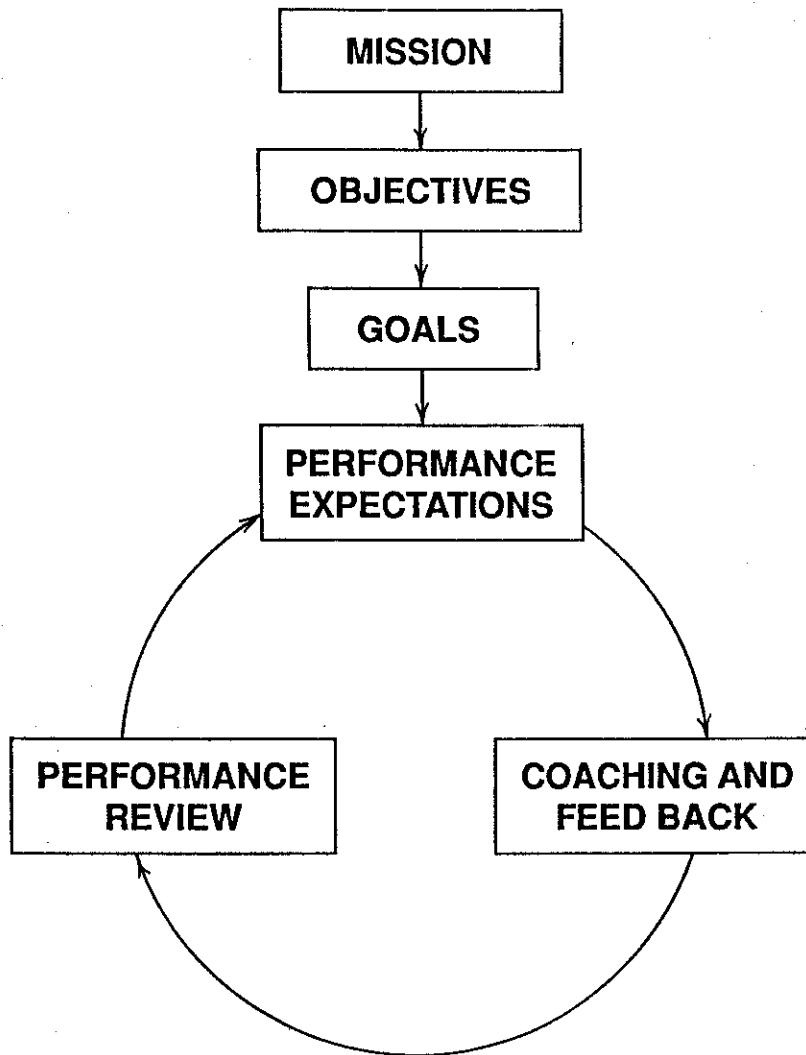 MISSION
OBJECTIVES
GOALS
PERFORMANCE
EXPECTATIONS
PERFORMANCE
REVIEW
COACHING AND
FEED BACK